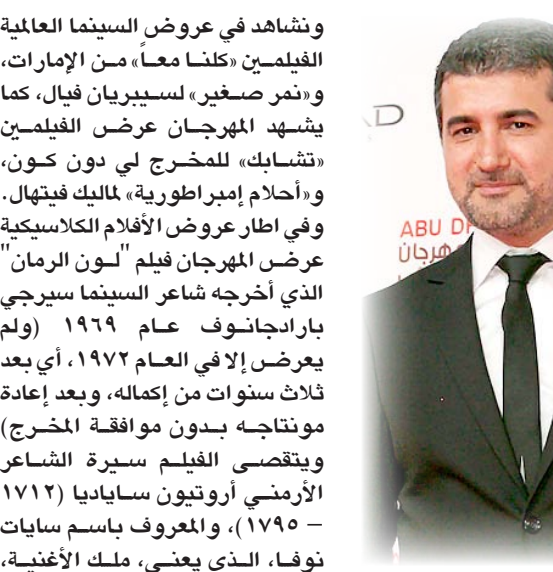 ونشاهد في عروض السينما العالمية
الفيلمين «كلنا معاً» من الإمارات،
و«نمر صغير» لسيبريان فيال، كما
يشهد المهرجان عرض الفيلمين
«تشابك» للمخرج لي دون كون،
و«أحلام إمبراطورية» لماليك فيتهال.
وفي اطار عروض الأفلام الكلاسيكية
عرض المهرجان فيلم "لون الرمان"
الذي أخرجه شاعر السينما سيرجي
بارادجانوف عام ١٩٦٩ (ولم
يعرض إلا في العام ١٩٧٢، أي بعد
ثلاث سنوات من إكماله، وبعد إعادة
مونتاجه بدون موافقة المخرج)
ويتقصى الفيلم سيرة الشاعر
الأرمني أروتيون ساياديا (١٧١٢
– ١٧٩٥)، والمعروف باسم سايات
نوفا، الذي يعني، ملك الأغنية،
ABU D